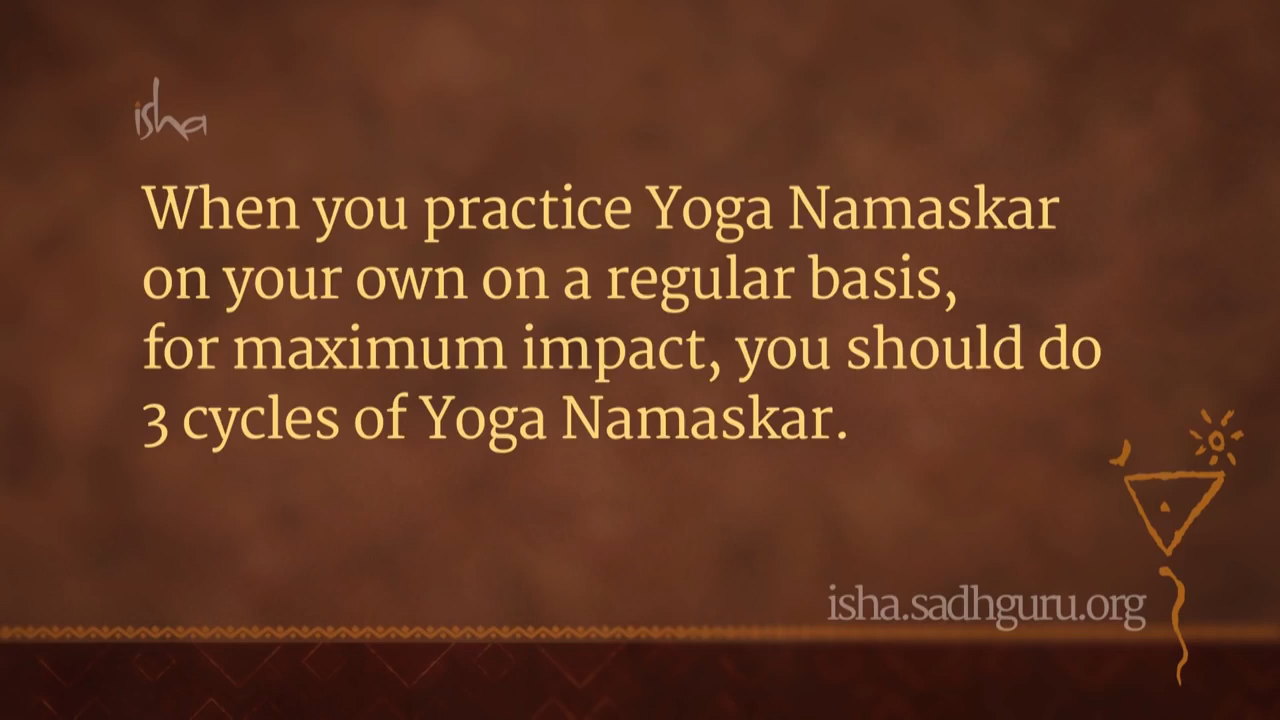 isha
When you practice Yoga Namaskar
on your own on a regular basis,
for maximum impact, you should do
3 cycles of Yoga Namaskar.
isha.sadhguru.org